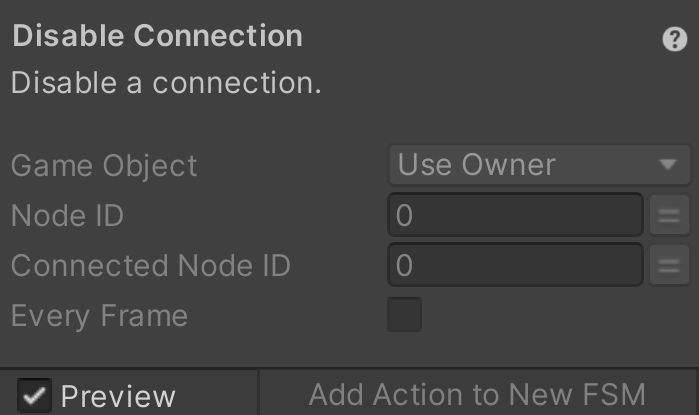 Disable Connection
?
Disable a connection.
Game Object Use Owner
Node ID 0 =
Connected Node ID 0 =
Every Frame
Preview Add Action to New FSM